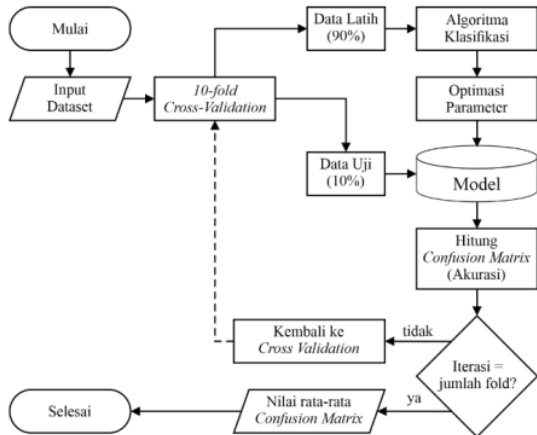 Mulai
Input
Dataset
10-fold
Cross-Validation
Data Latih
(90%)
Algoritma
Klasifikasi
Optimasi
Parameter
Data Uji
(10%)
Model
Hitung
Confusion Matrix
(Akurasi)
Iterasi =
jumlah fold?
tidak
Kembali ke
Cross Validation
ya
Nilai rata-rata
Confusion Matrix
Selesai